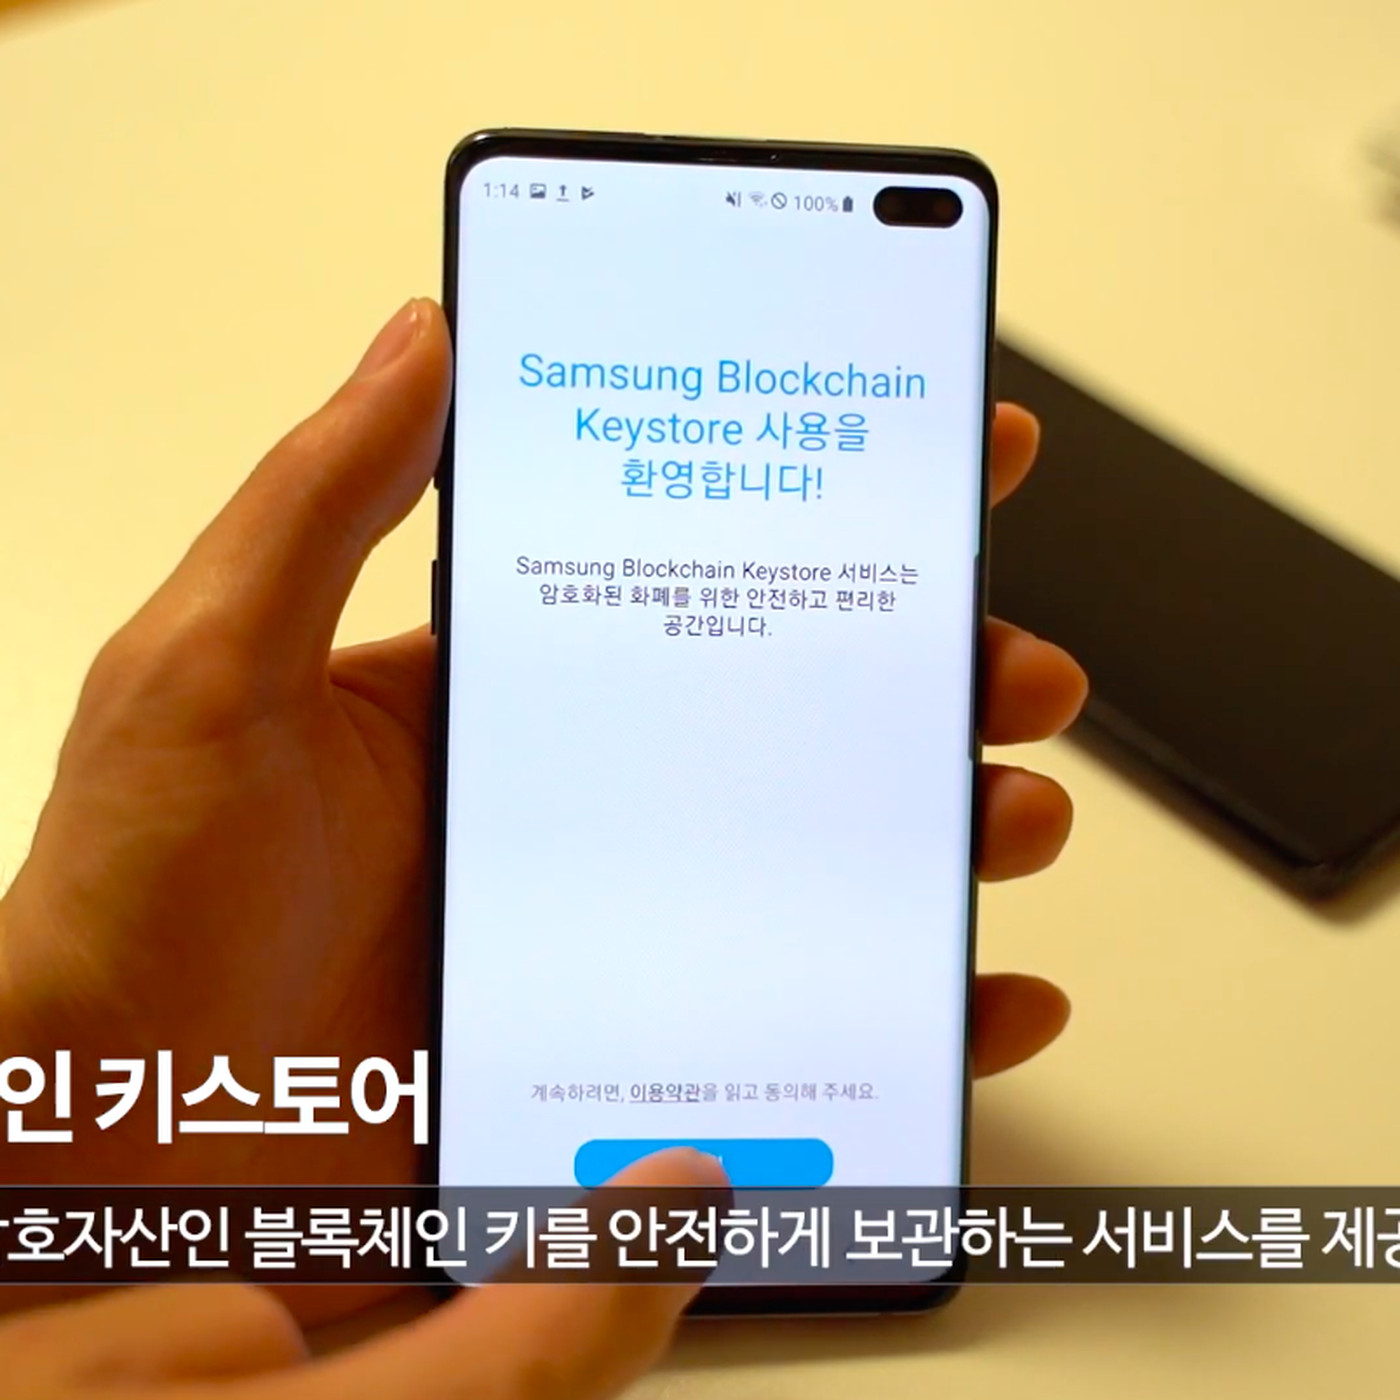 1:14
100%
Samsung Blockchain
Keystore 사용을
환영합니다!
Samsung Blockchain Keystore 서비스는
암호화된 화폐를 위한 안전하고 편리한
공간입니다.
계속하려면, 이용약관을 읽고 동의해 주세요.
인 키스토어
호자산인 블록체인 키를 안전하게 보관하는 서비스를 제